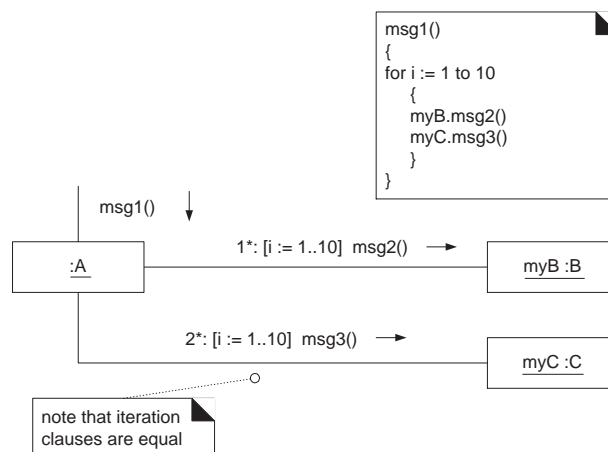 msg1()
{
for i := 1 to 10
{
myB.msg2()
myC.msg3()
}
}
msg1()
:A
1*: [i := 1..10] msg2()
myB :B
2*: [i := 1..10] msg3()
myC :C
note that iteration
clauses are equal